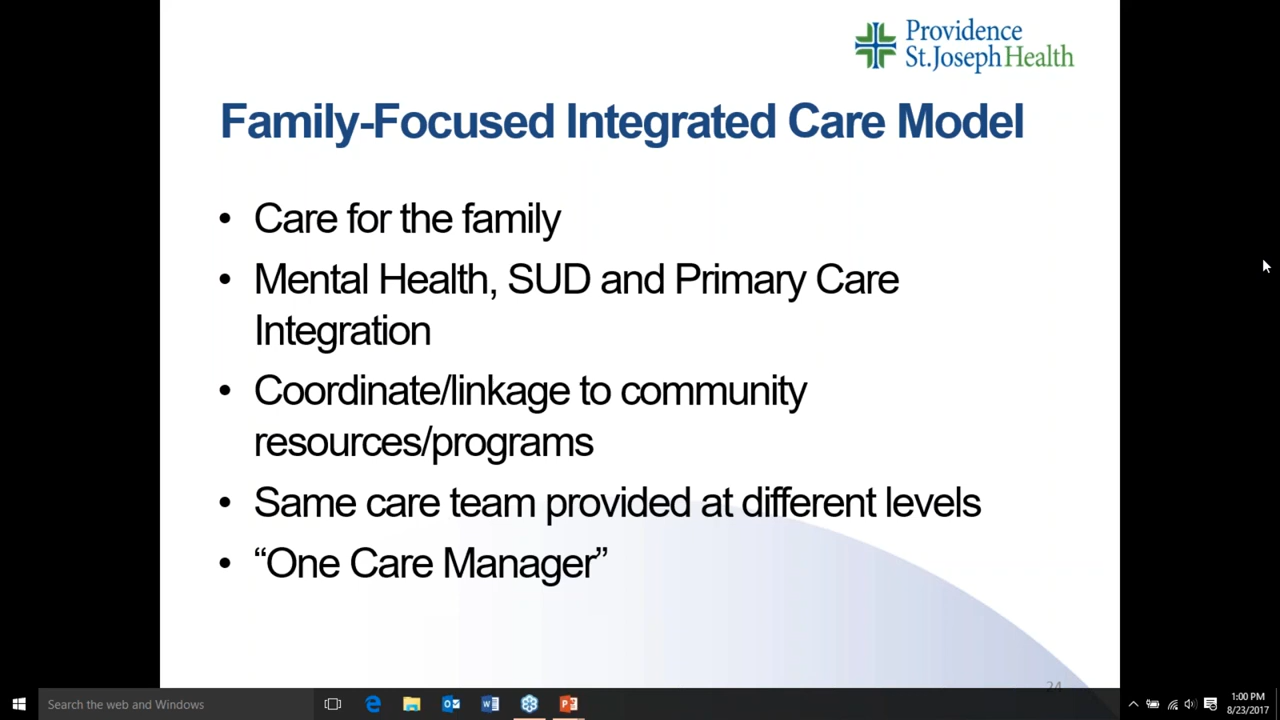 Providence
St.Joseph Health
Family-Focused Integrated Care Model
• Care for the family
• Mental Health, SUD and Primary Care
Integration
• Coordinate/linkage to community
resources/programs
• Same care team provided at different levels
• “One Care Manager”
24
Search the web and Windows
1:00 PM
8/23/2017